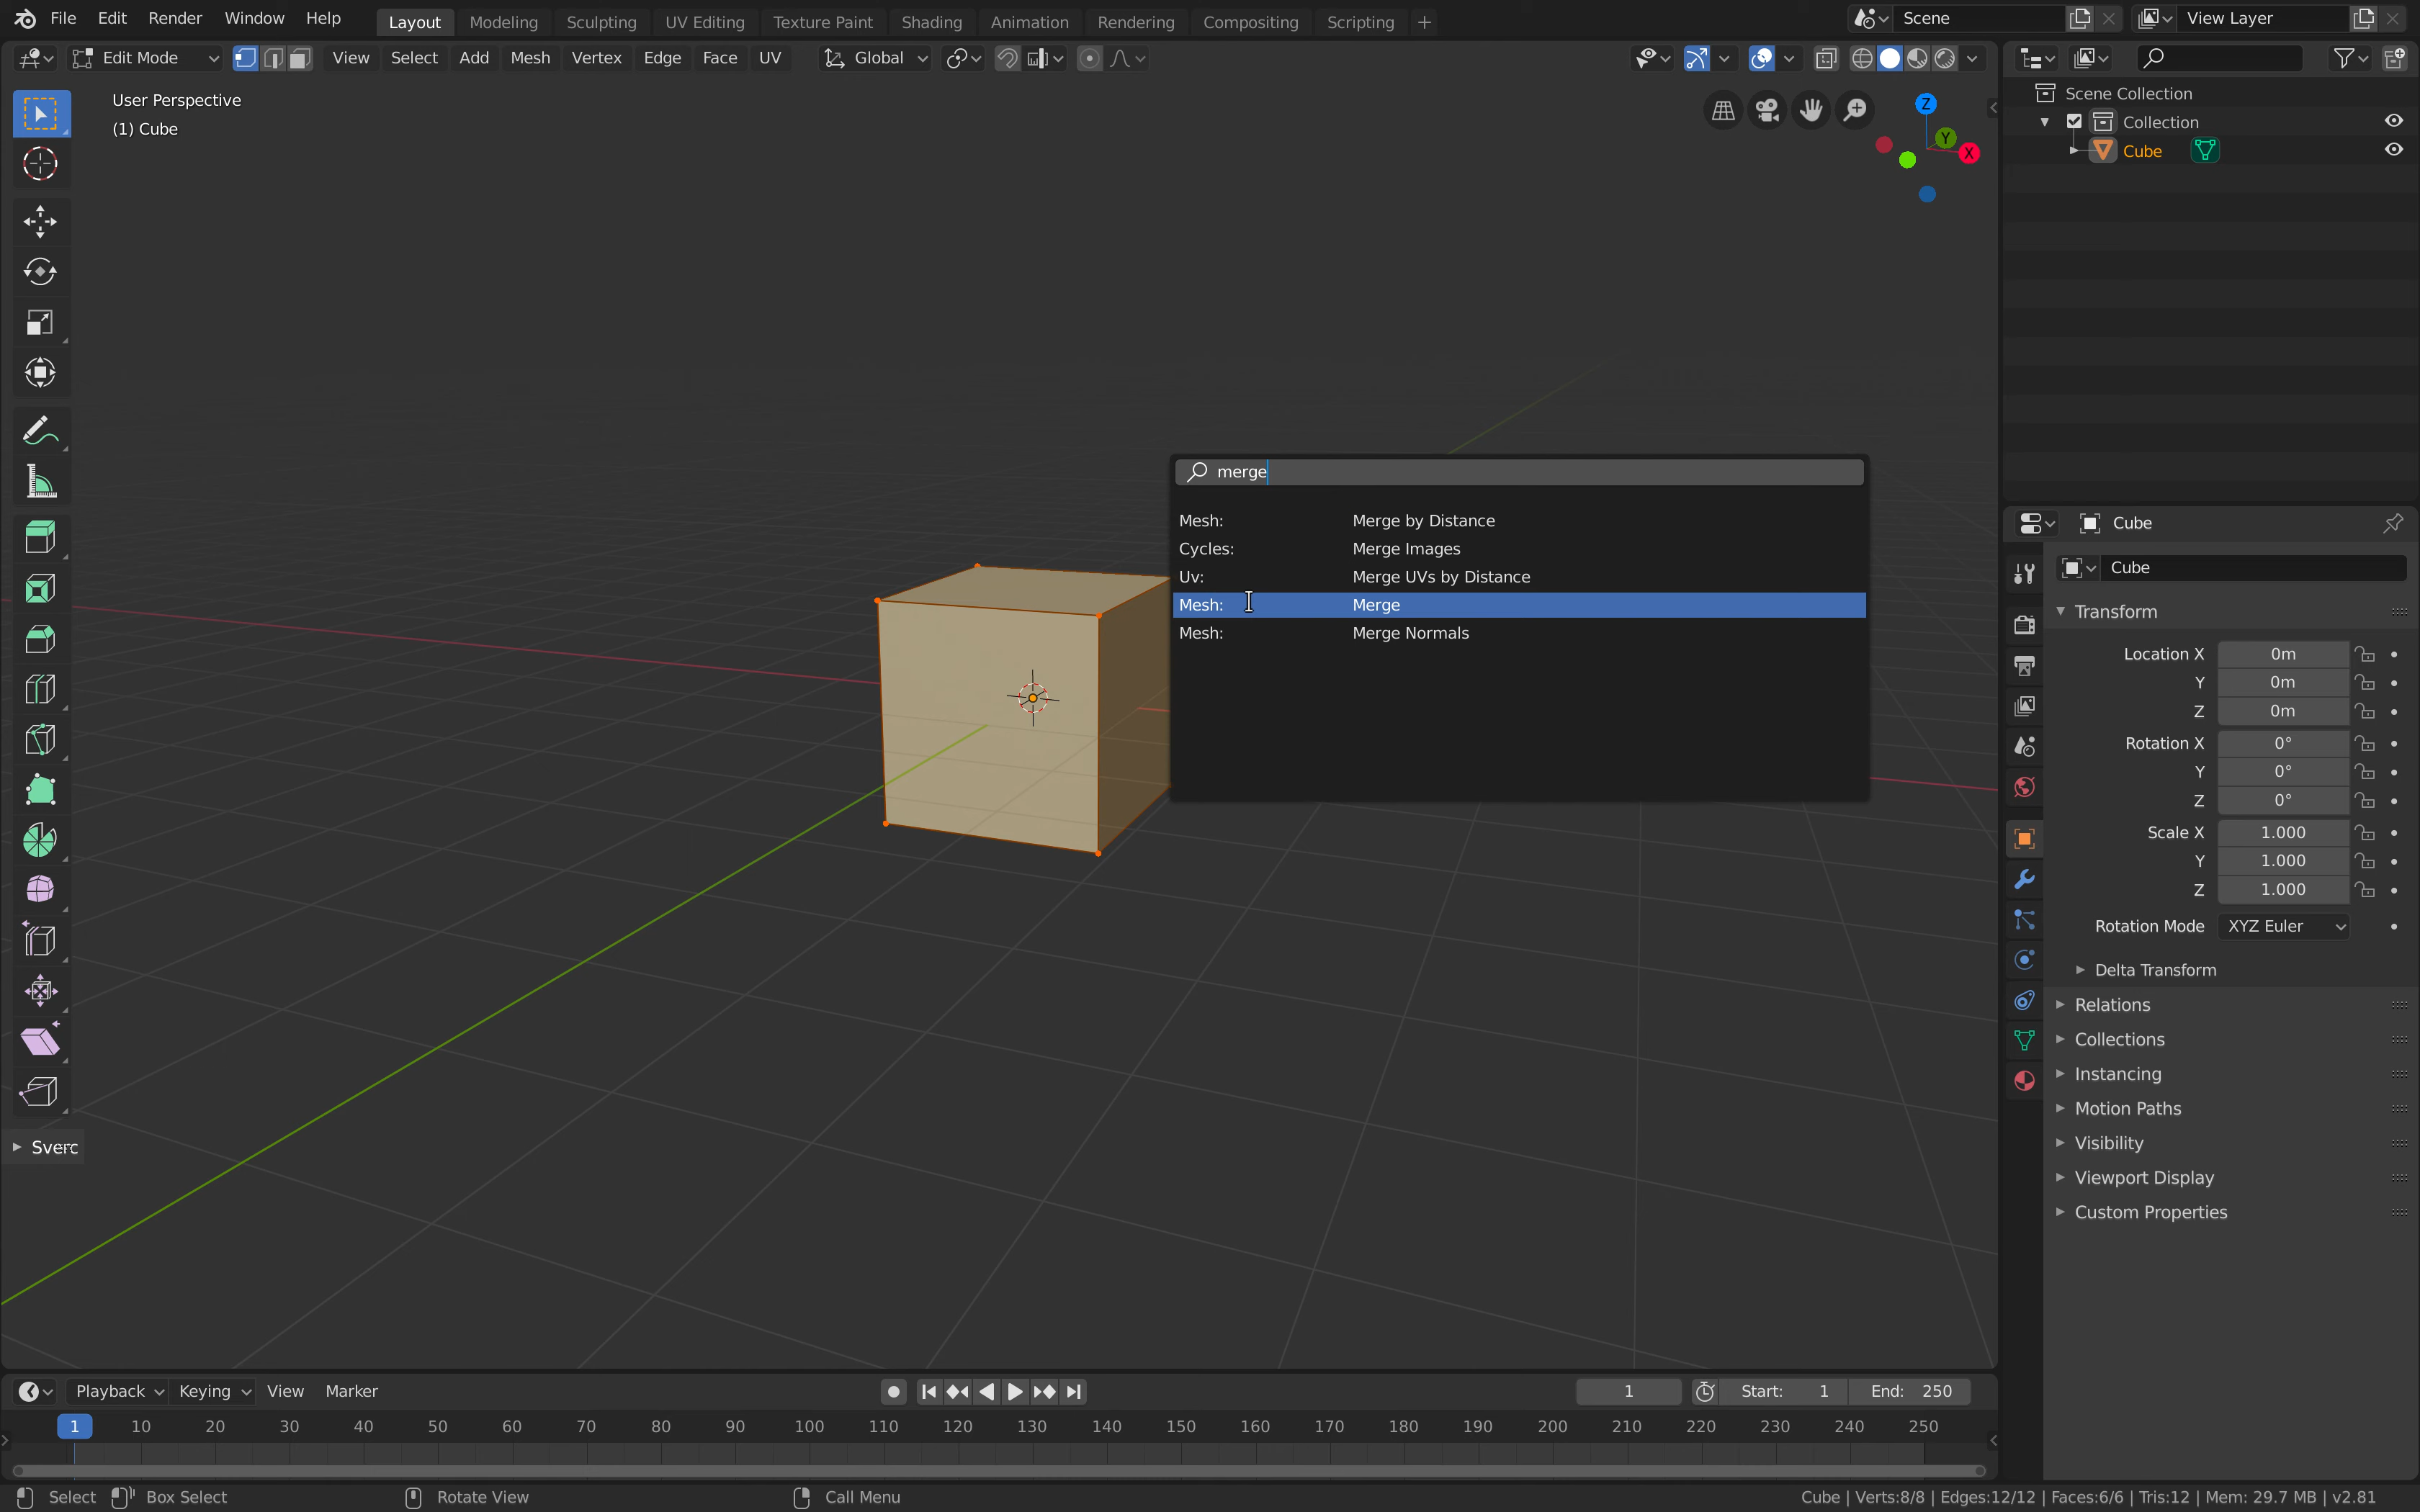 File Edit Render Window Help Layout Modeling Sculpting UV Editing Texture Paint Shading Animation Rendering Compositing Scripting + Scene View Layer
Edit Mode View Select Add Mesh Vertex Edge Face UV Global
User Perspective
(1) Cube
Z
Y
X
Scene Collection
Collection
Cube
merge
Mesh: Merge by Distance
Cycles: Merge Images
Uv: Merge UVs by Distance
Mesh: Merge
Mesh: Merge Normals
Sverc
Cube
Cube
Transform
Location X 0m
Y 0m
Z 0m
Rotation X 0°
Y 0°
Z 0°
Scale X 1.000
Y 1.000
Z 1.000
Rotation Mode XYZ Euler
Delta Transform
Relations
Collections
Instancing
Motion Paths
Visibility
Viewport Display
Custom Properties
Playback Keying View Marker 1 Start: 1 End: 250
1 10 20 30 40 50 60 70 80 90 100 110 120 130 140 150 160 170 180 190 200 210 220 230 240 250
Select Box Select Rotate View Call Menu Cube | Verts:8/8 | Edges:12/12 | Faces:6/6 | Tris:12 | Mem: 29.7 MB | v2.81